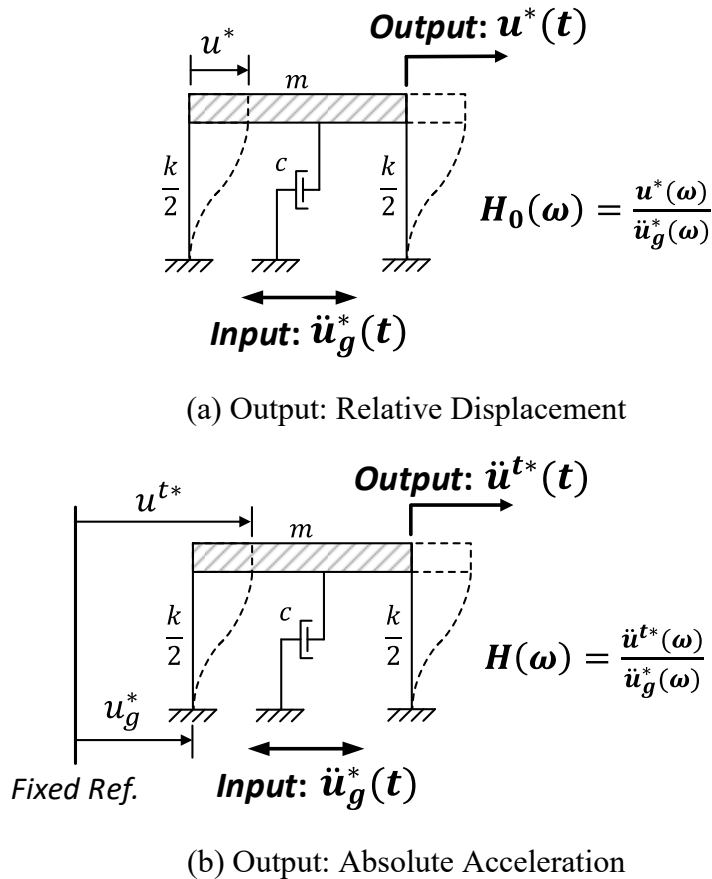 Output: u*(t)
u*
m
k/2
c
k/2
H₀(ω) = u*(ω)/ü*g(ω)
Input: ü*g(t)
(a) Output: Relative Displacement
Output: üᵗ*(t)
uᵗ*
m
k/2
c
k/2
H(ω) = üᵗ*(ω)/ü*g(ω)
u*g
Input: ü*g(t)
Fixed Ref.
(b) Output: Absolute Acceleration